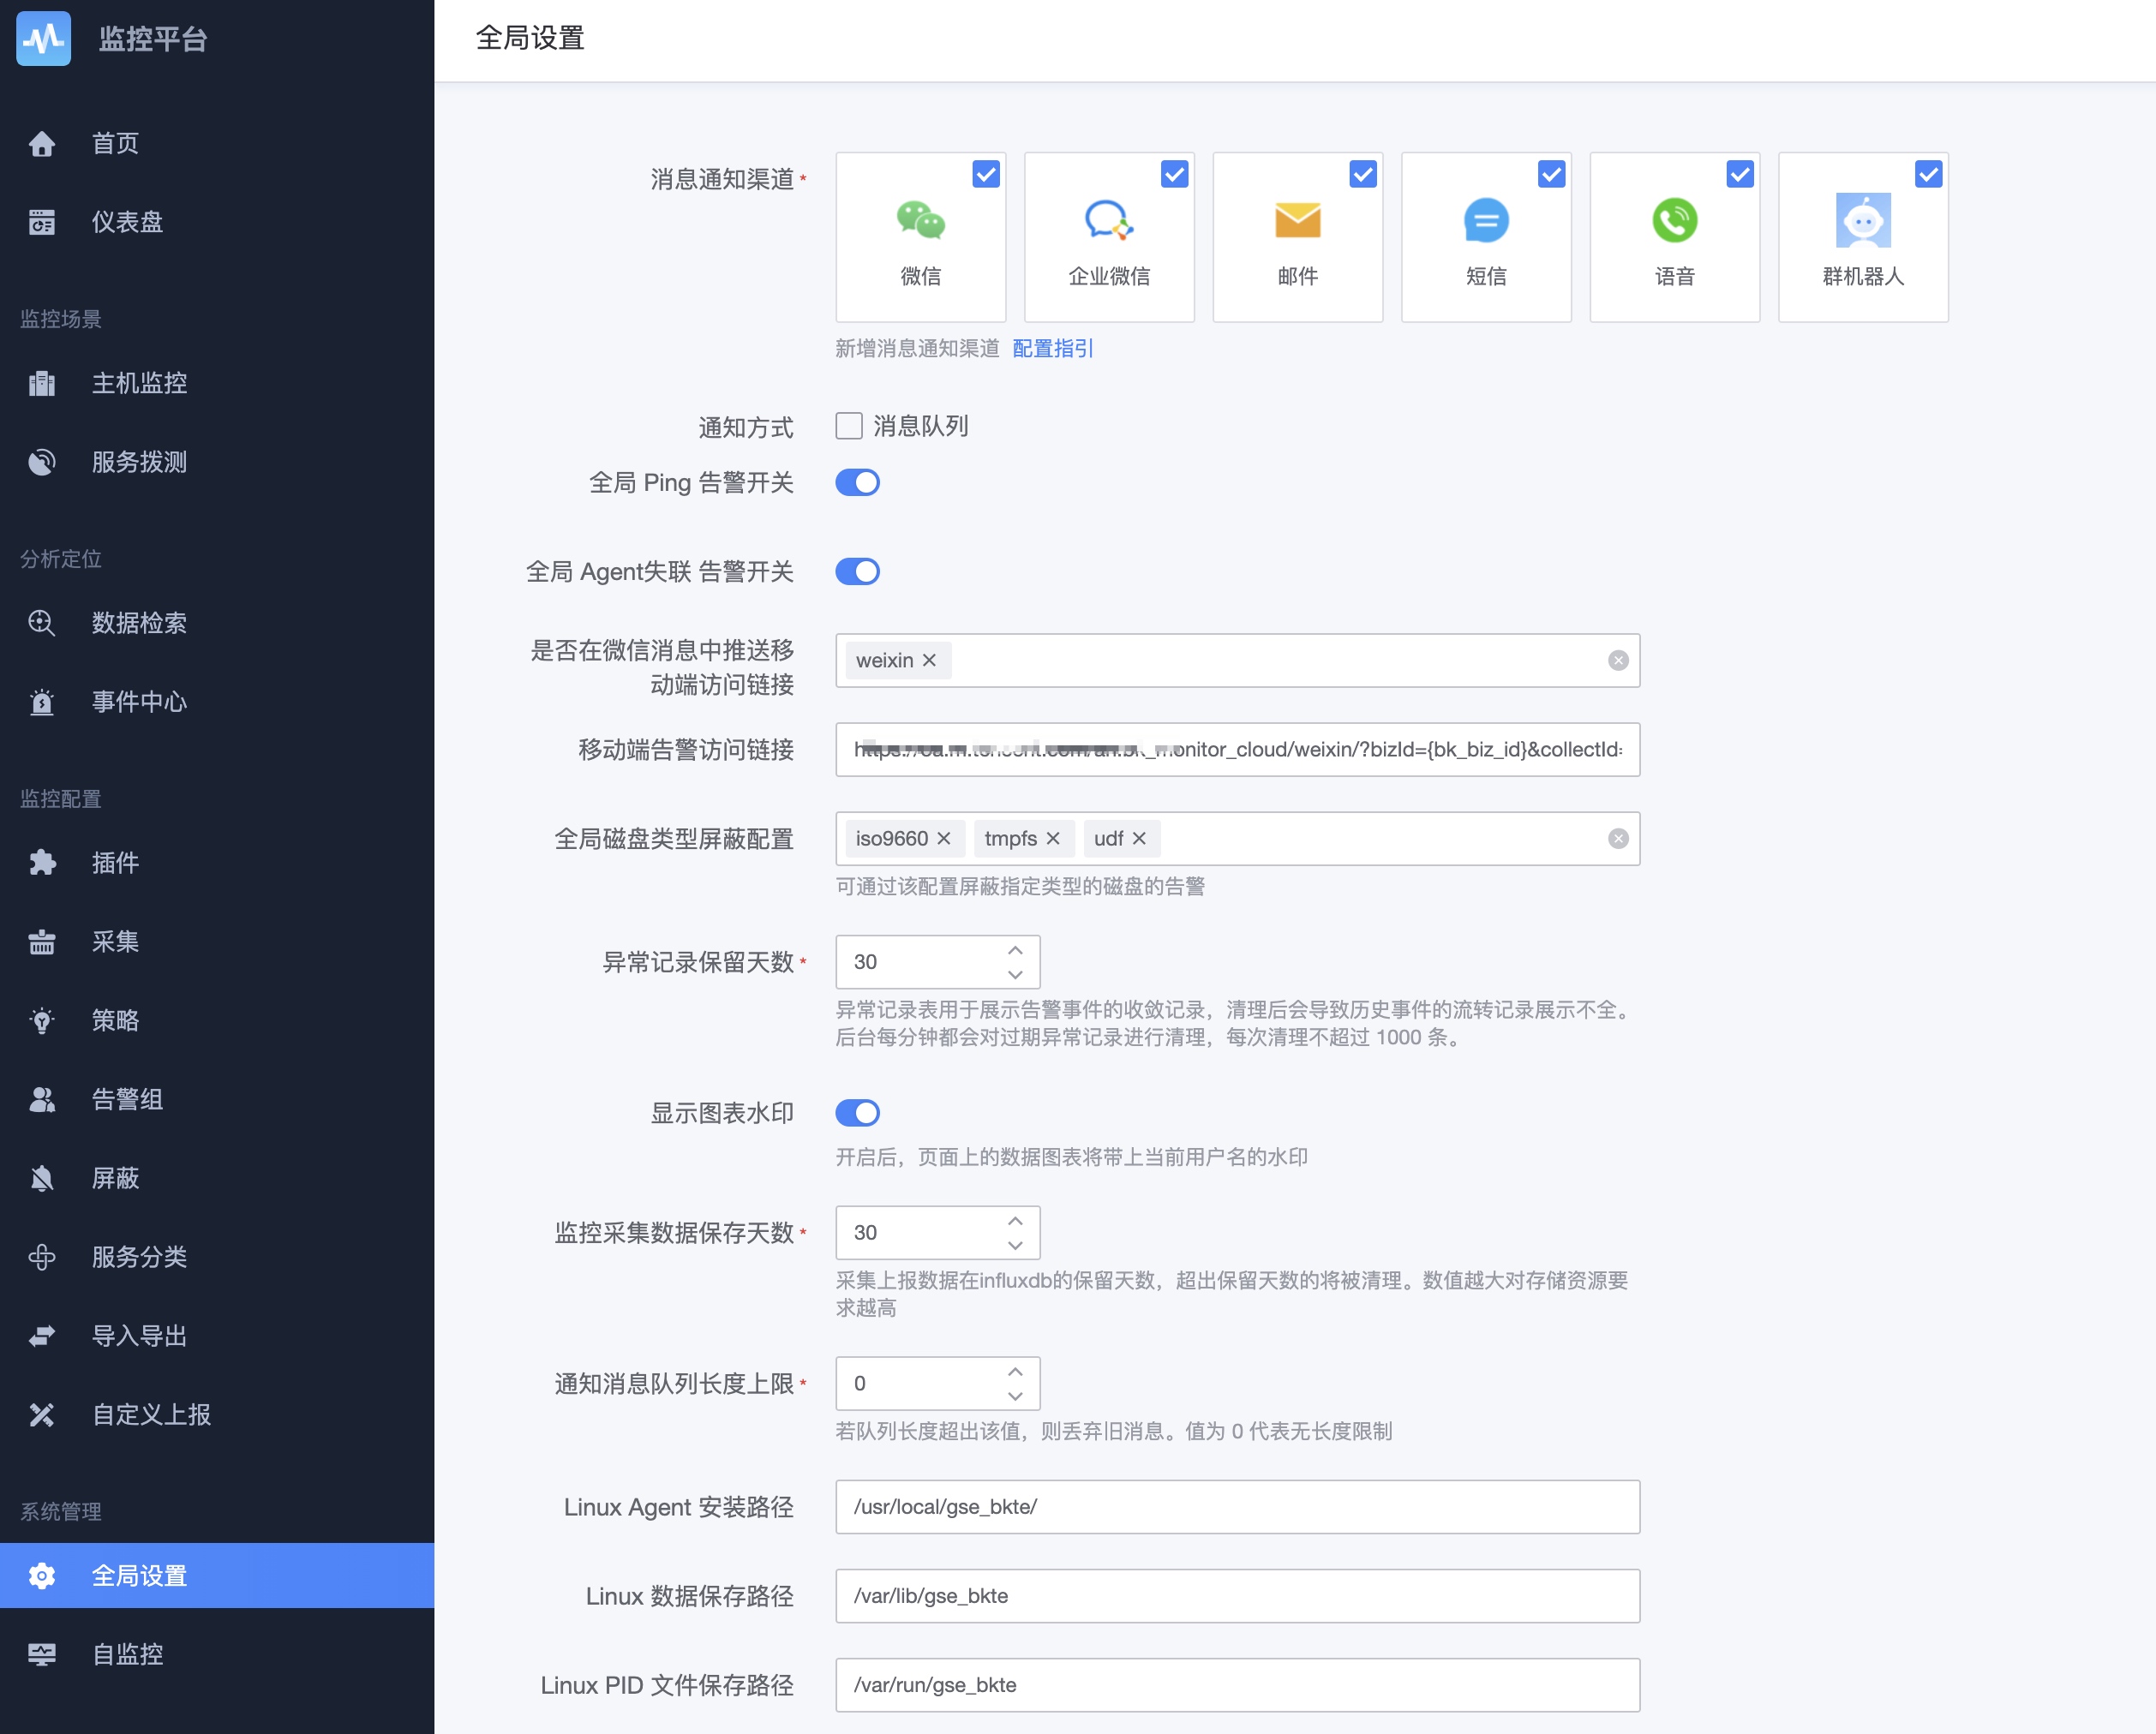 监控平台
首页
仪表盘
监控场景
主机监控
服务拨测
分析定位
数据检索
事件中心
监控配置
插件
采集
策略
告警组
屏蔽
服务分类
导入导出
自定义上报
系统管理
全局设置
自监控
全局设置
消息通知渠道*
微信
企业微信
邮件
短信
语音
群机器人
新增消息通知渠道 配置指引
通知方式 消息队列
全局 Ping 告警开关
全局 Agent失联 告警开关
是否在微信消息中推送移
动端访问链接
weixin
移动端告警访问链接
onitor_cloud/weixin/?bizId={bk_biz_id}&collectId=
全局磁盘类型屏蔽配置
iso9660 tmpfs udf
可通过该配置屏蔽指定类型的磁盘的告警
异常记录保留天数* 30
异常记录表用于展示告警事件的收敛记录，清理后会导致历史事件的流转记录展示不全。
后台每分钟都会对过期异常记录进行清理，每次清理不超过 1000 条。
显示图表水印
开启后，页面上的数据图表将带上当前用户名的水印
监控采集数据保存天数* 30
采集上报数据在influxdb的保留天数，超出保留天数的将被清理。数值越大对存储资源要
求越高
通知消息队列长度上限* 0
若队列长度超出该值，则丢弃旧消息。值为 0 代表无长度限制
Linux Agent 安装路径 /usr/local/gse_bkte/
Linux 数据保存路径 /var/lib/gse_bkte
Linux PID 文件保存路径 /var/run/gse_bkte